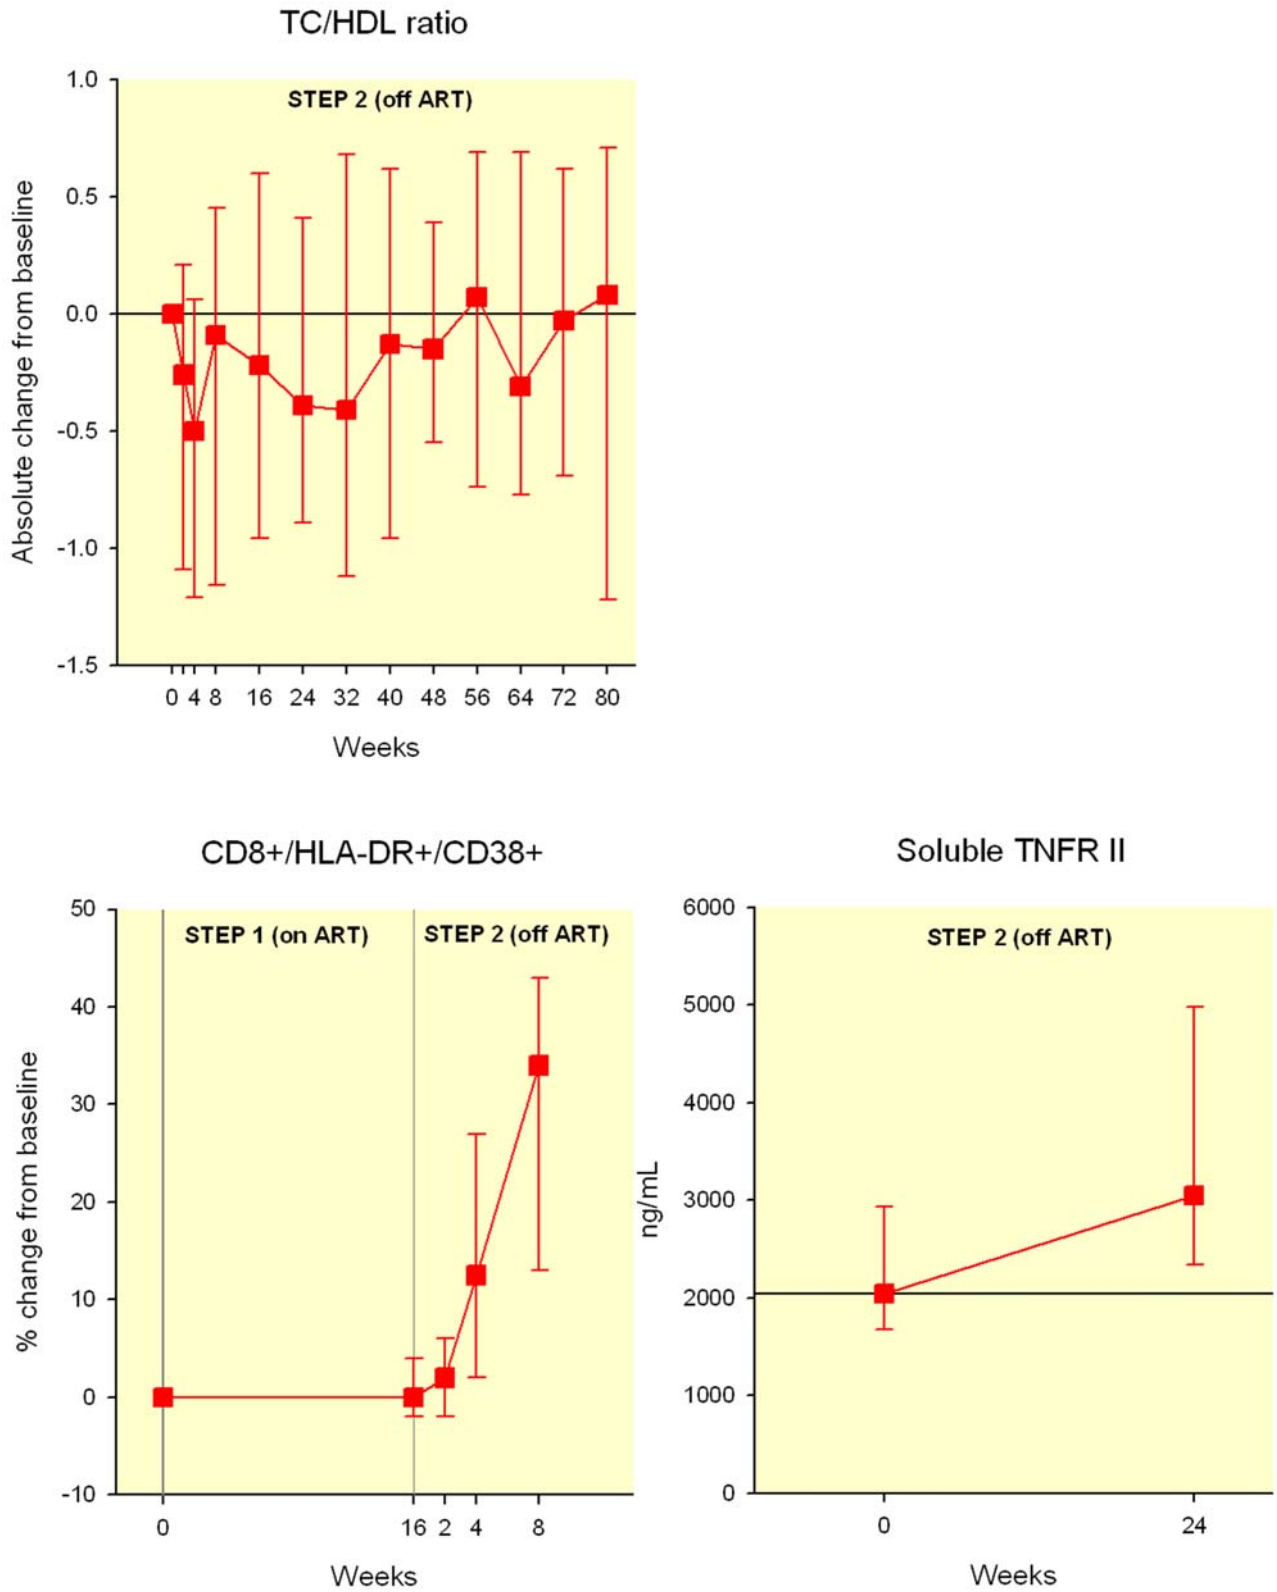 TC/HDL ratio
STEP 2 (off ART)
Absolute change from baseline
1.0
0.5
0.0
-0.5
-1.0
-1.5
0 4 8 16 24 32 40 48 56 64 72 80
Weeks
CD8+/HLA-DR+/CD38+
STEP 1 (on ART) STEP 2 (off ART)
% change from baseline
50
40
30
20
10
0
-10
0 16 2 4 8
Weeks
Soluble TNFR II
STEP 2 (off ART)
ng/mL
6000
5000
4000
3000
2000
1000
0
0 24
Weeks